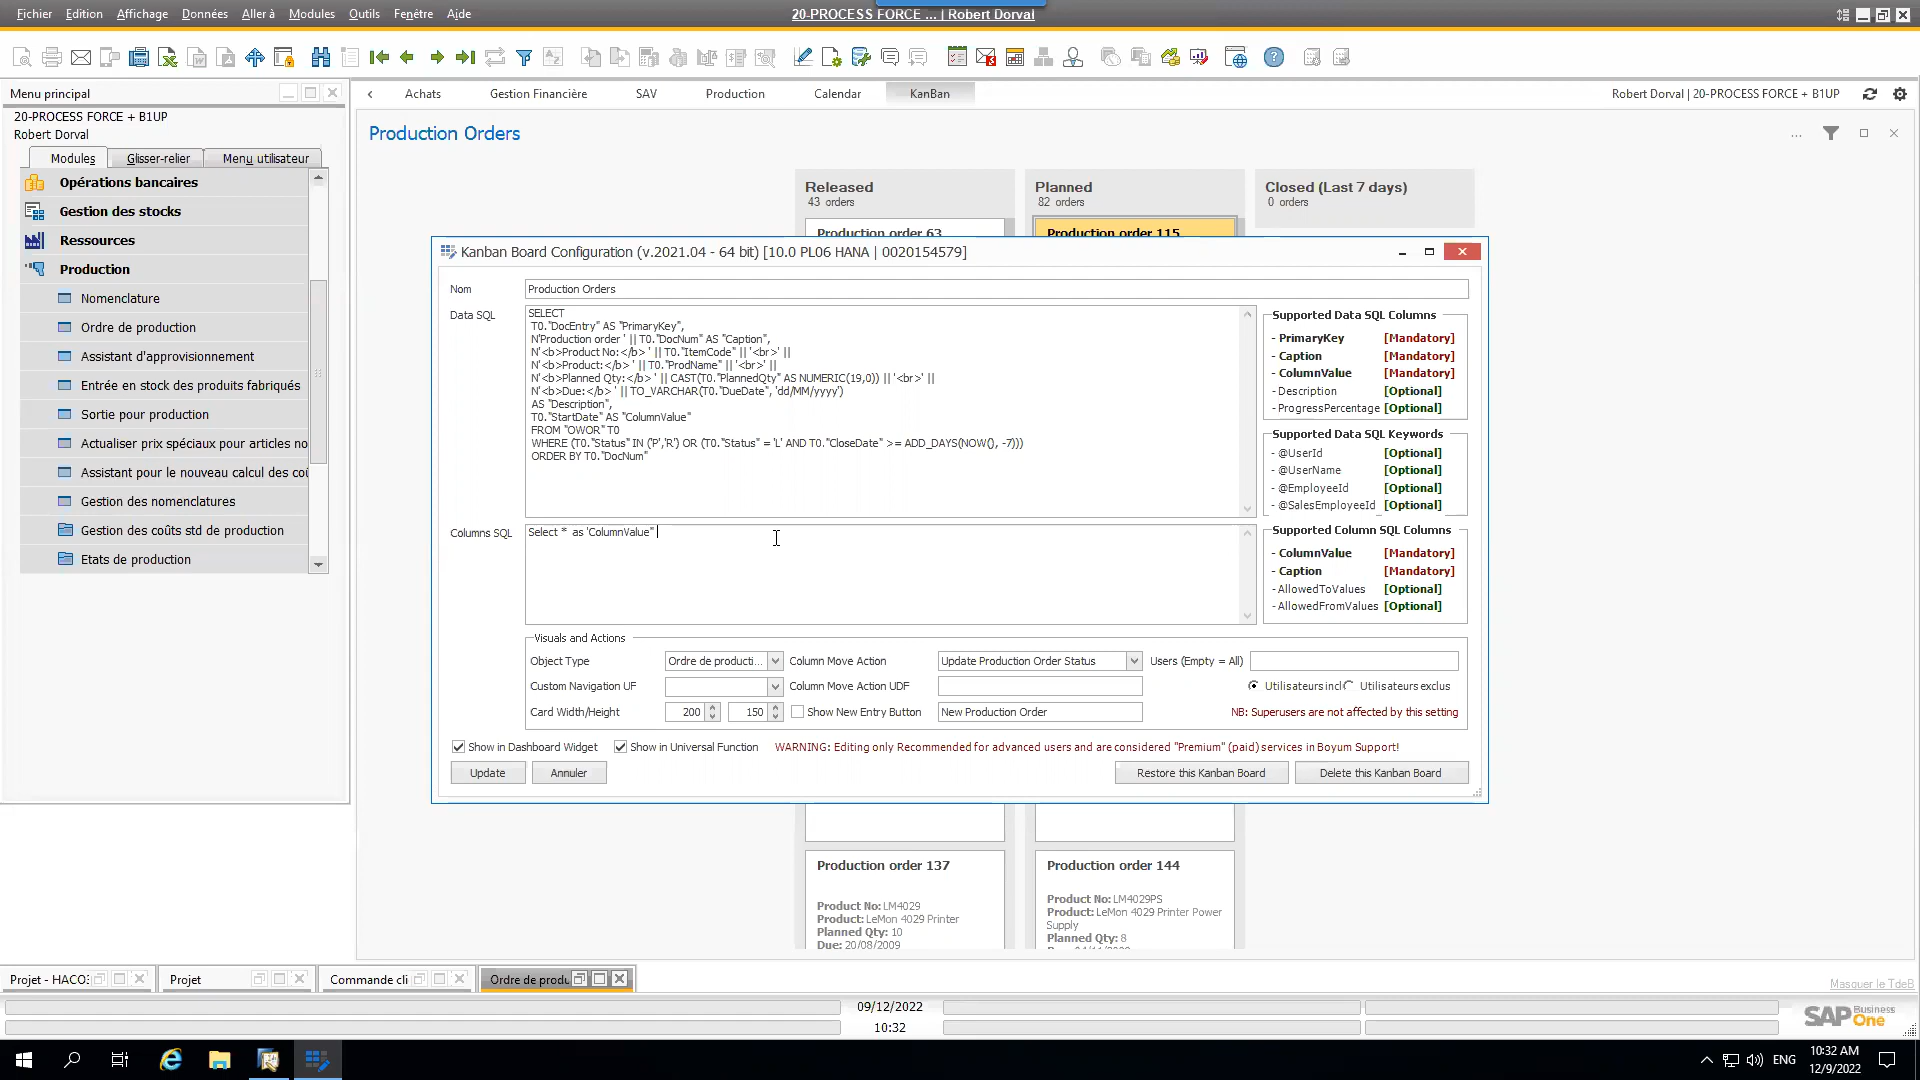 Fichier Edition Affichage Données Aller à Modules Outils Fenêtre Aide
20-PROCESS FORCE ... | Robert Dorval
Menu principal
20-PROCESS FORCE + B1UP
Robert Dorval
Modules Glisser-relier Menu utilisateur
Opérations bancaires
Gestion des stocks
Ressources
Production
Nomenclature
Ordre de production
Assistant d'approvisionnement
Entrée en stock des produits fabriqués
Sortie pour production
Actualiser prix spéciaux pour articles no
Assistant pour le nouveau calcul des coû
Gestion des nomenclatures
Gestion des coûts std de production
Etats de production
Achats Gestion Financière SAV Production Calendar KanBan
Robert Dorval | 20-PROCESS FORCE + B1UP
Production Orders
Released
43 orders
Planned
82 orders
Closed (Last 7 days)
0 orders
Production order 63
Production order 115
Kanban Board Configuration (v.2021.04 - 64 bit) [10.0 PL06 HANA | 0020154579]
Nom Production Orders
Data SQL
SELECT
T0."DocEntry" AS "PrimaryKey",
N'Production order ' || T0."DocNum" AS "Caption",
N'<b>Product No:</b> ' || T0."ItemCode" || '<br>' ||
N'<b>Product:</b> ' || T0."ProdName" || '<br>' ||
N'<b>Planned Qty:</b> ' || CAST(T0."PlannedQty" AS NUMERIC(19,0)) || '<br>' ||
N'<b>Due:</b> ' || TO_VARCHAR(T0."DueDate", 'dd/MM/yyyy')
AS "Description",
T0."StartDate" AS "ColumnValue"
FROM "OWOR" T0
WHERE (T0."Status" IN ('P','R') OR (T0."Status" = 'L' AND T0."CloseDate" >= ADD_DAYS(NOW(), -7)))
ORDER BY T0."DocNum"
Supported Data SQL Columns
- PrimaryKey [Mandatory]
- Caption [Mandatory]
- ColumnValue [Mandatory]
- Description [Optional]
- ProgressPercentage [Optional]
Supported Data SQL Keywords
- @UserId [Optional]
- @UserName [Optional]
- @EmployeeId [Optional]
- @SalesEmployeeId [Optional]
Columns SQL
Select * as 'ColumnValue"
Supported Column SQL Columns
- ColumnValue [Mandatory]
- Caption [Mandatory]
- AllowedToValues [Optional]
- AllowedFromValues [Optional]
Visuals and Actions
Object Type Ordre de producti... Column Move Action Update Production Order Status Users (Empty = All)
Custom Navigation UF Column Move Action UDF Utilisateurs incl Utilisateurs exclus
Card Width/Height 200 150 Show New Entry Button New Production Order NB: Superusers are not affected by this setting
Show in Dashboard Widget Show in Universal Function WARNING: Editing only Recommended for advanced users and are considered "Premium" (paid) services in Boyum Support!
Update Annuler Restore this Kanban Board Delete this Kanban Board
Production order 137
Product No: LM4029
Product: LeMon 4029 Printer
Planned Qty: 10
Due: 20/08/2009
Production order 144
Product No: LM4029PS
Product: LeMon 4029 Printer Power
Supply
Planned Qty: 8
Projet - HACO Projet Commande cli Ordre de produ
Masquer le TdeB
09/12/2022
10:32
SAP Business One
ENG
10:32 AM
12/9/2022